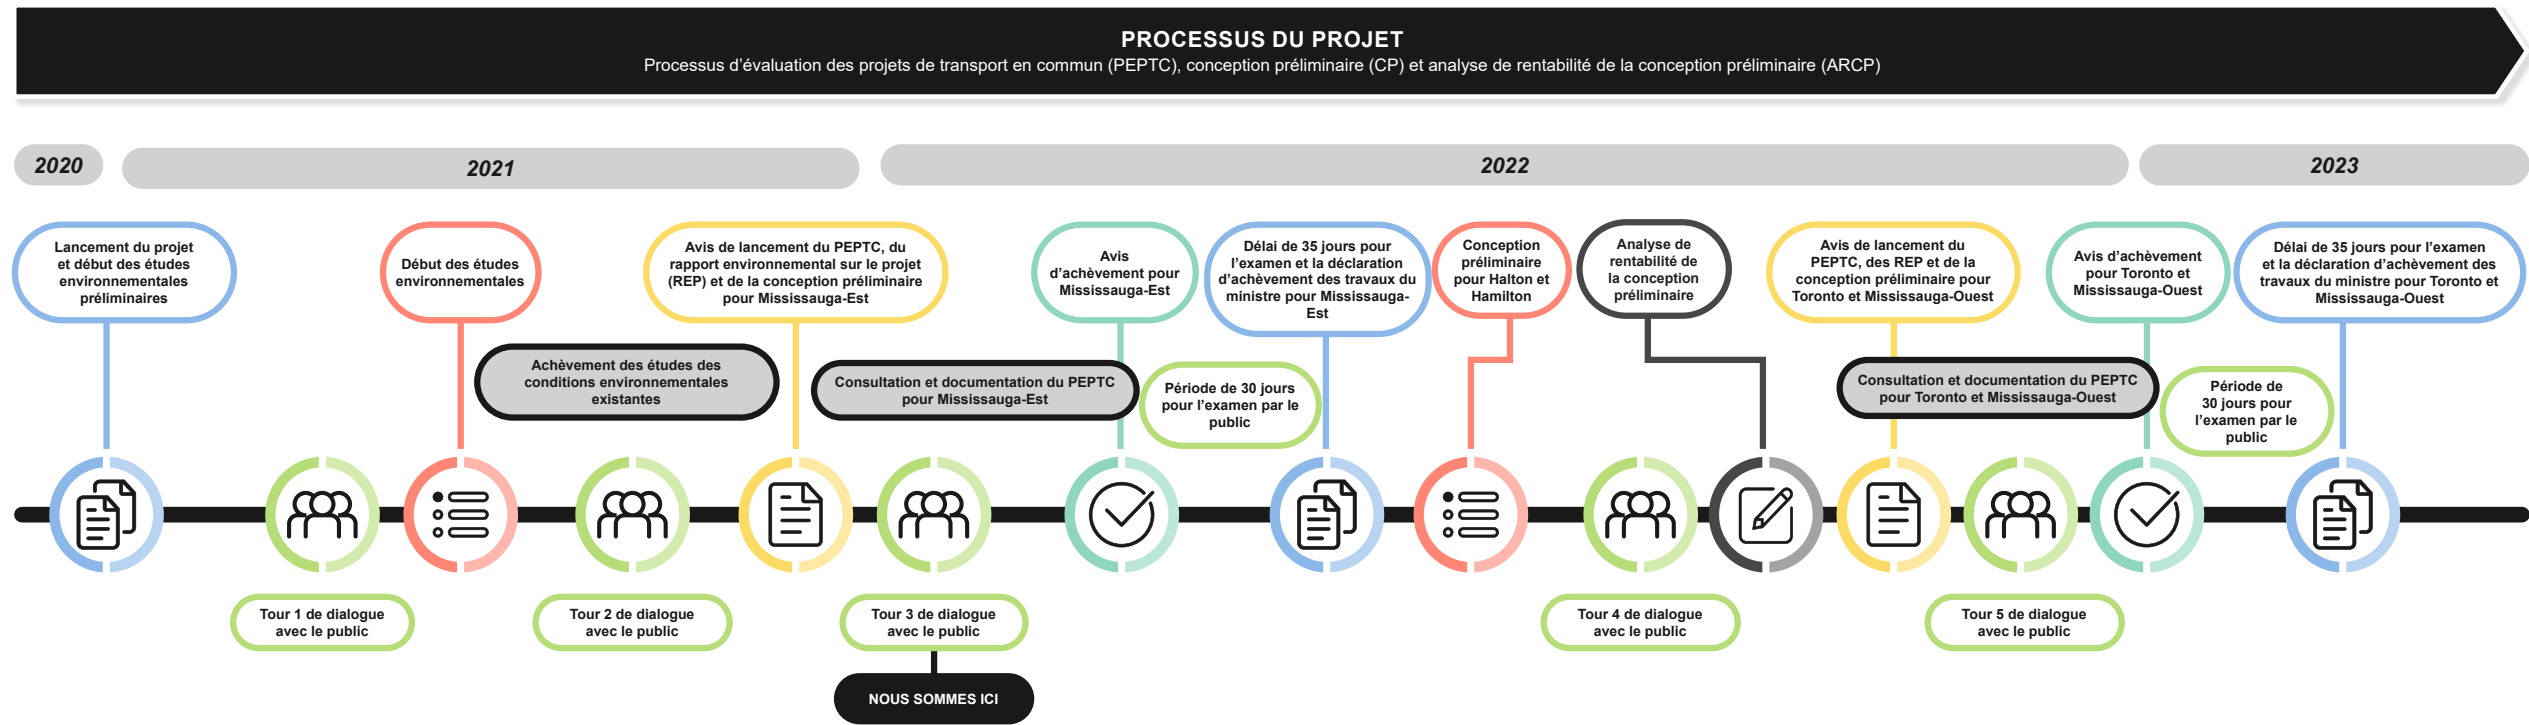 PROCESSUS DU PROJET
Processus d’évaluation des projets de transport en commun (PEPTC), conception préliminaire (CP) et analyse de rentabilité de la conception préliminaire (ARCP)
2020
2021
2022
2023
Lancement du projet
et début des études
environnementales
préliminaires
Début des études
environnementales
Avis de lancement du PEPTC, du
rapport environnemental sur le projet
(REP) et de la conception préliminaire
pour Mississauga-Est
Avis
d’achèvement pour
Mississauga-Est
Délai de 35 jours pour
l’examen et la déclaration
d’achèvement des travaux du
ministre pour Mississauga-
Est
Conception
préliminaire
pour Halton et
Hamilton
Analyse de
rentabilité de
la conception
préliminaire
Avis de lancement du
PEPTC, des REP et de la
conception préliminaire pour
Toronto et Mississauga-Ouest
Avis d’achèvement
pour Toronto et
Mississauga-Ouest
Délai de 35 jours pour l’examen
et la déclaration d’achèvement des
travaux du ministre pour Toronto et
Mississauga-Ouest
Achèvement des études des
conditions environnementales
existantes
Consultation et documentation du PEPTC
pour Mississauga-Est
Période de 30 jours
pour l’examen par le
public
Consultation et documentation du PEPTC
pour Toronto et Mississauga-Ouest
Période de
30 jours pour
l’examen par le
public
Tour 1 de dialogue
avec le public
Tour 2 de dialogue
avec le public
Tour 3 de dialogue
avec le public
Tour 4 de dialogue
avec le public
Tour 5 de dialogue
avec le public
NOUS SOMMES ICI